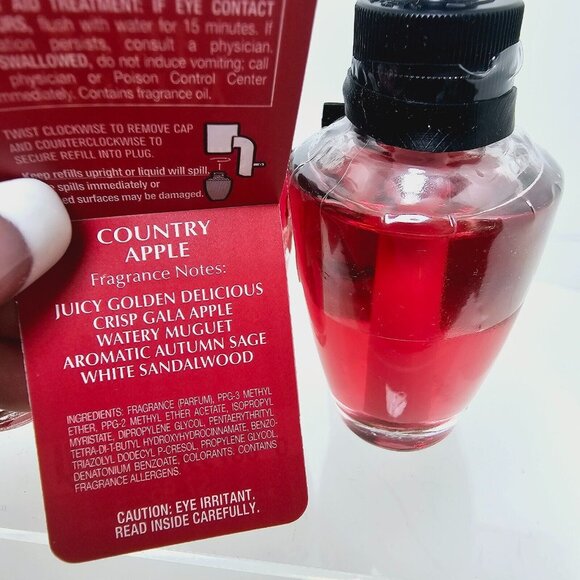 AID TREATMENT: IF EYE CONTACT
flush with water for 15 minutes. If
persists, consult a physician.
SWALLOWED, do not induce vomiting; call
physician or Poison Control Center
Contains fragrance oil.
TWIST CLOCKWISE TO REMOVE CAP
AND COUNTERCLOCKWISE TO
SECURE REFILL INTO PLUG.
Keep refills upright or liquid will spill.
spills immediately or
surfaces may be damaged.
COUNTRY
APPLE
Fragrance Notes:
JUICY GOLDEN DELICIOUS
CRISP GALA APPLE
WATERY MUGUET
AROMATIC AUTUMN SAGE
WHITE SANDALWOOD
INGREDIENTS: FRAGRANCE (PARFUM), PPG-3 METHYL
ETHER, PPG-2 METHYL ETHER ACETATE, ISOPROPYL
MYRISTATE, DIPROPYLENE GLYCOL, PENTAERYTHRITYL
TETRA-DI-T-BUTYL HYDROXYHYDROCINNAMATE, BENZO-
TRIAZOLYL DODECYL P-CRESOL, PROPYLENE GLYCOL,
DENATONIUM BENZOATE, COLORANTS. CONTAINS
FRAGRANCE ALLERGENS.
CAUTION: EYE IRRITANT,
READ INSIDE CAREFULLY.